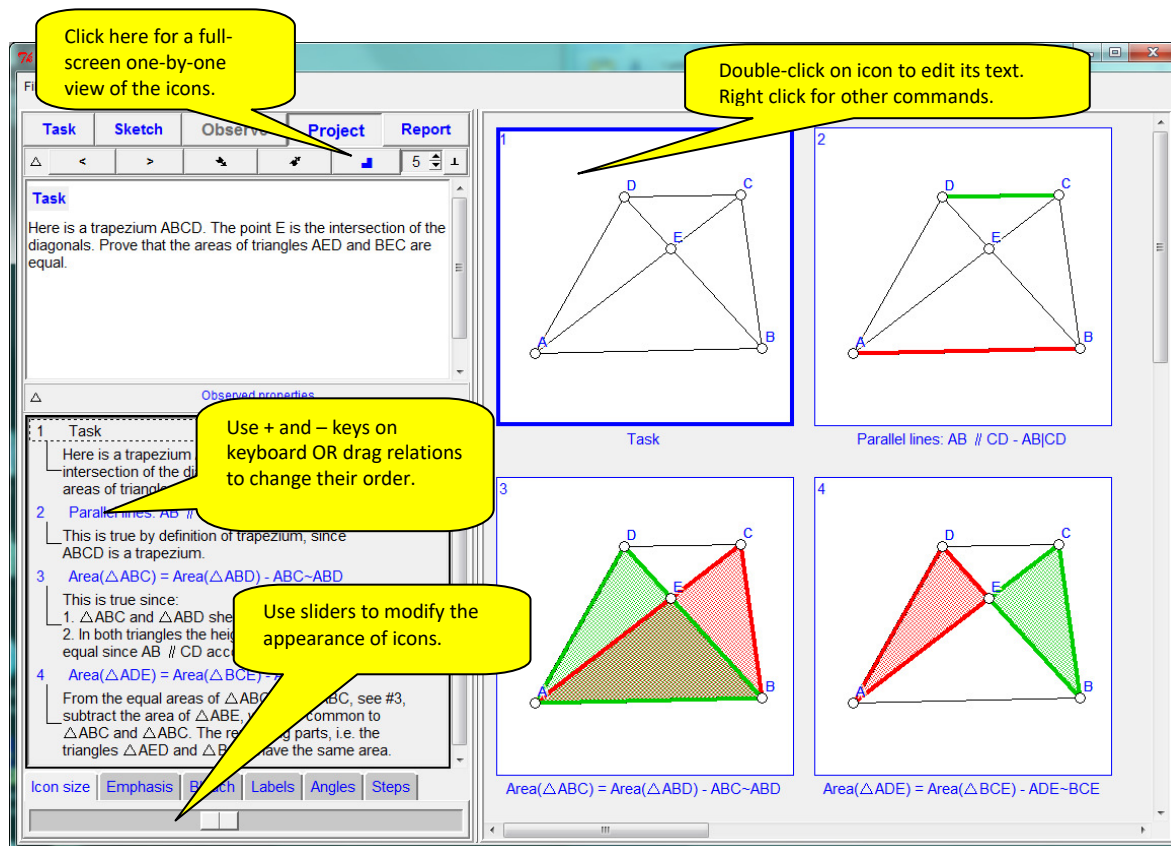 Click here for a full-
screen one-by-one
view of the icons.
Double-click on icon to edit its text.
Right click for other commands.
Task
Sketch
Observe
Project
Report
<
>
5
Task
Here is a trapezium ABCD. The point E is the intersection of the
diagonals. Prove that the areas of triangles AED and BEC are
equal.
Observed properties
1 Task
Here is a trapezium
intersection of the
areas of
2 Parallel lines: AB //
This is true by definition of trapezium, since
ABCD is a trapezium.
3 Area(△ABC) = Area(△ABD) - ABC~ABD
This is true since:
1. △ABC and △ABD
2. In both triangles the
equal since AB // CD
4 Area(△ADE) = Area(△BCE) -
From the equal areas of see #3,
subtract the area of △ABE, common to
△ABC and △ABC. The parts, i.e. the
triangles △AED and have the same area.
Use + and – keys on
keyboard OR drag relations
to change their order.
Use sliders to modify the
appearance of icons.
Icon size
Emphasis
Labels
Angles
Steps
1
D
C
E
A
B
Task
2
D
C
E
A
B
Parallel lines: AB // CD - AB|CD
3
D
C
E
A
B
Area(△ABC) = Area(△ABD) - ABC~ABD
4
D
C
E
A
B
Area(△ADE) = Area(△BCE) - ADE~BCE